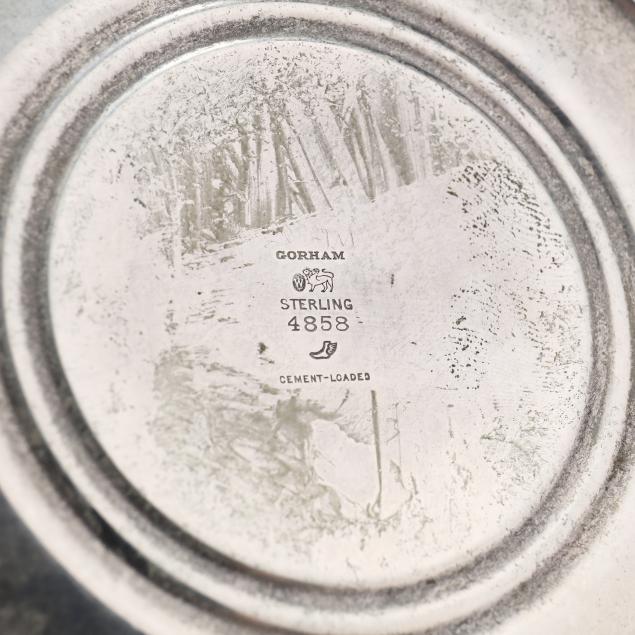 GORHAM
W
STERLING
4858
CEMENT-LOADED